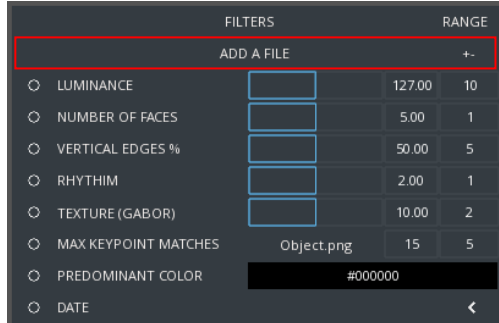 FILTERS RANGE
ADD A FILE +-
LUMINANCE 127.00 10
NUMBER OF FACES 5.00 1
VERTICAL EDGES % 50.00 5
RHYTHIM 2.00 1
TEXTURE (GABOR) 10.00 2
MAX KEYPOINT MATCHES Object.png 15 5
PREDOMINANT COLOR #000000
DATE